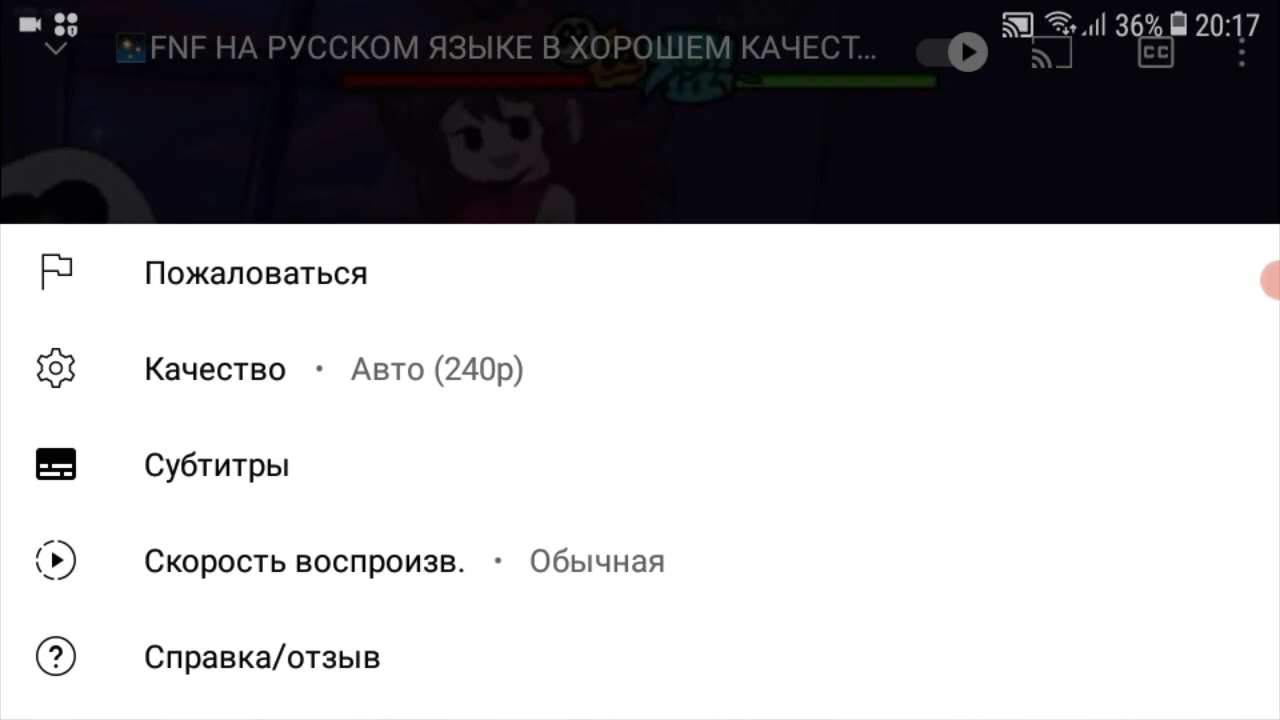 36% 20:17
FNF НА РУССКОМ ЯЗЫКЕ В ХОРОШЕМ КАЧЕСТ...
CC
Пожаловаться
Качество • Авто (240p)
Субтитры
Скорость воспроизв. • Обычная
Справка/отзыв